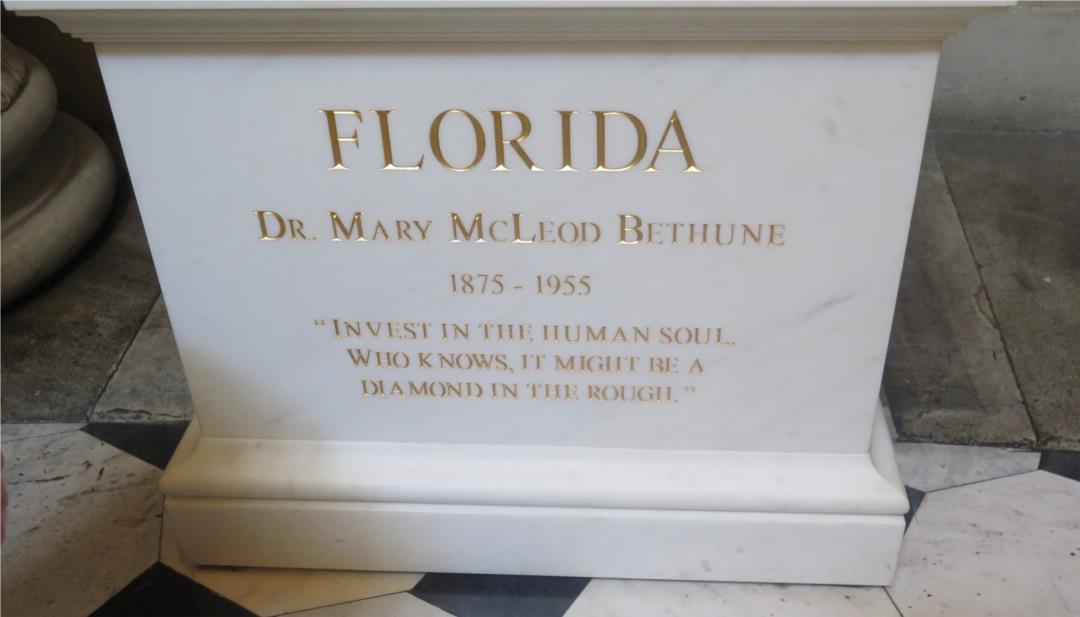 FLORIDA
DR. MARY MCLEOD BETHUNE
1875 - 1955
"INVEST IN THE HUMAN SOUL.
WHO KNOWS, IT MIGHT BE A
DIAMOND IN THE ROUGH."